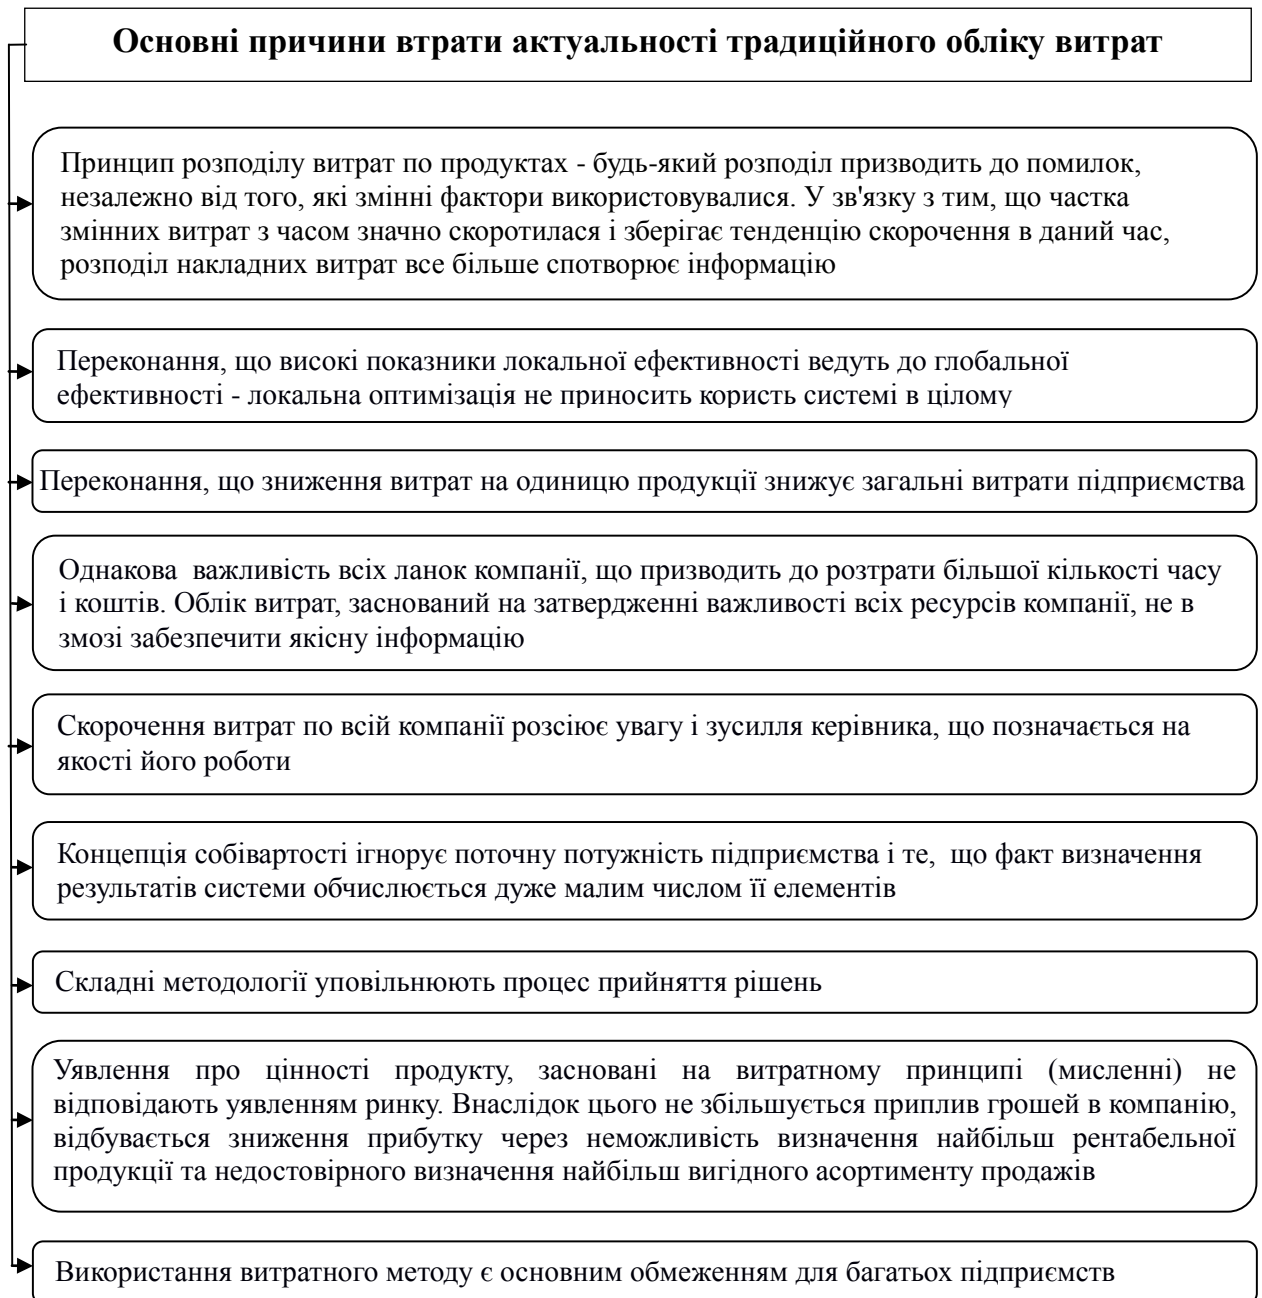 Основні причини втрати актуальності традиційного обліку витрат
Принцип розподілу витрат по продуктах - будь-який розподіл призводить до помилок,
незалежно від того, які змінні фактори використовувалися. У зв'язку з тим, що частка
змінних витрат з часом значно скоротилася і зберігає тенденцію скорочення в даний час,
розподіл накладних витрат все більше спотворює інформацію
Переконання, що високі показники локальної ефективності ведуть до глобальної
ефективності - локальна оптимізація не приносить користь системі в цілому
Переконання, що зниження витрат на одиницю продукції знижує загальні витрати підприємства
Однакова  важливість всіх ланок компанії, що призводить до розтрати більшої кількості часу
і коштів. Облік витрат, заснований на затвердженні важливості всіх ресурсів компанії, не в
змозі забезпечити якісну інформацію
Скорочення витрат по всій компанії розсіює увагу і зусилля керівника, що позначається на
якості його роботи
Концепція собівартості ігнорує поточну потужність підприємства і те,  що факт визначення
результатів системи обчислюється дуже малим числом її елементів
Складні методології уповільнюють процес прийняття рішень
Уявлення про цінності продукту, засновані на витратному принципі (мисленні) не
відповідають уявленням ринку. Внаслідок цього не збільшується приплив грошей в компанію,
відбувається зниження прибутку через неможливість визначення найбільш рентабельної
продукції та недостовірного визначення найбільш вигідного асортименту продажів
Використання витратного методу є основним обмеженням для багатьох підприємств